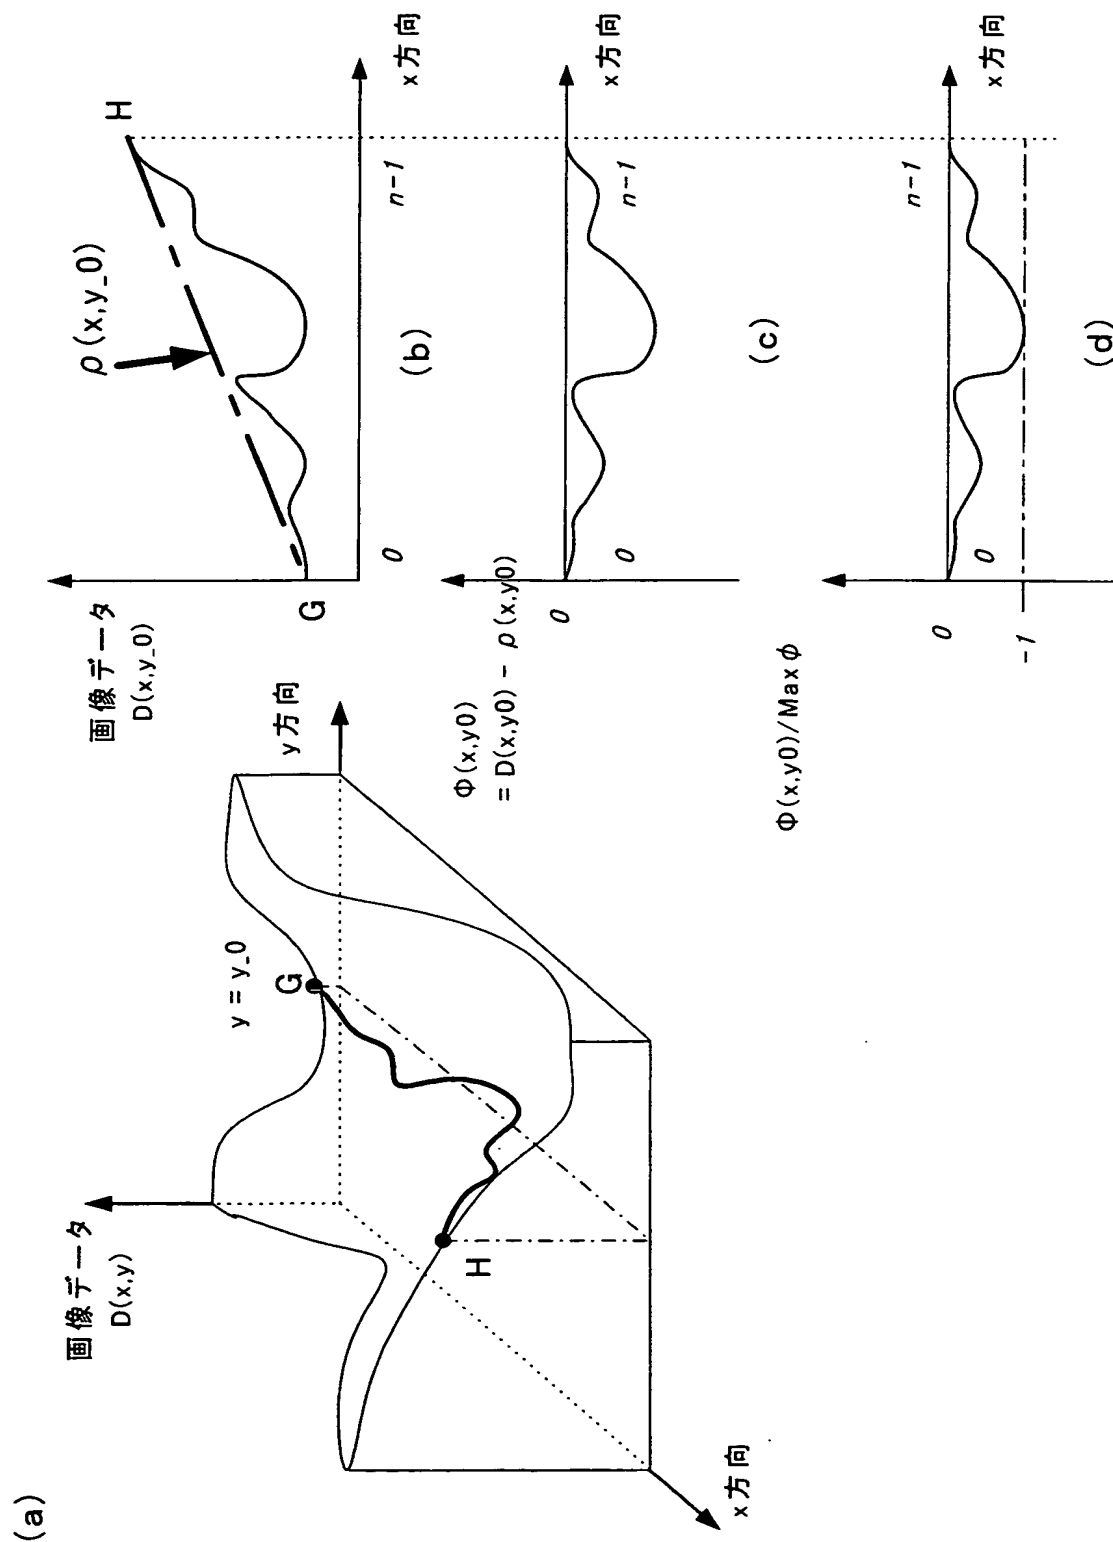 (a)
画像データ
D(x,y)
y = y_0
G
H
y方向
x方向
画像データ
D(x,y_0)
ρ(x,y_0)
H
G
0
n-1
x方向
(b)
Φ(x,y0)
= D(x,y0) - ρ(x,y0)
0
0
n-1
x方向
(c)
Φ(x,y0)/Maxφ
0
-1
0
n-1
x方向
(d)